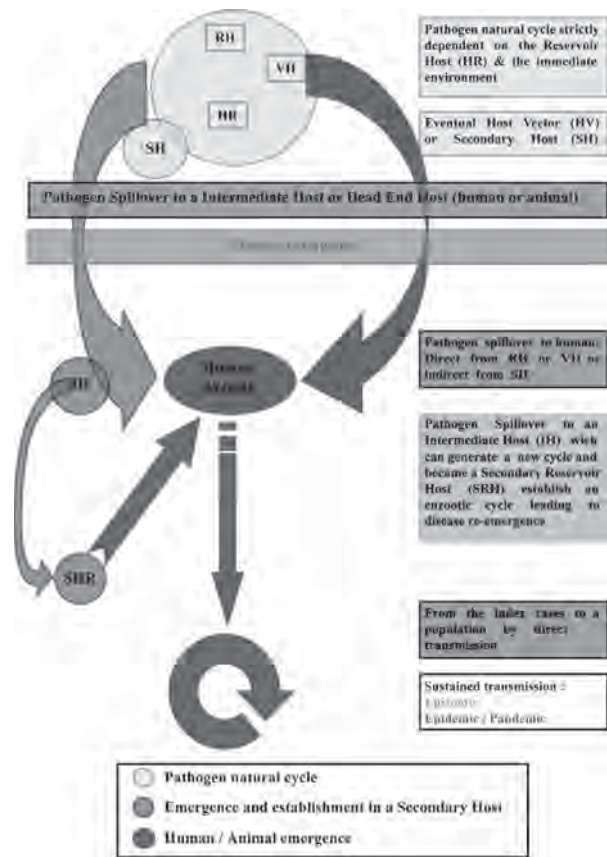 RH
VH
HR
SH
Pathogen natural cycle strictly
dependent on the Reservoir
Host (HR) & the immediate
environment
Eventual Host Vector (HV)
or Secondary Host (SH)
Pathogen Spillover to a Intermediate Host or Dead End Host (human or animal)
Pathogen spillover to human:
Direct from RH or VH or
indirect from SH
Human
IH
Pathogen Spillover to an
Intermediate Host (IH) wich
can generate a new cycle and
became a Secondary Reservoir
Host (SRH) establish an
enzootic cycle leading to
disease re-emergence
SHR
From the Index cases to a
population by direct
transmission
Sustained transmission :
Epizootic
Epidemic / Pandemic
Pathogen natural cycle
Emergence and establishment in a Secondary Host
Human / Animal emergence